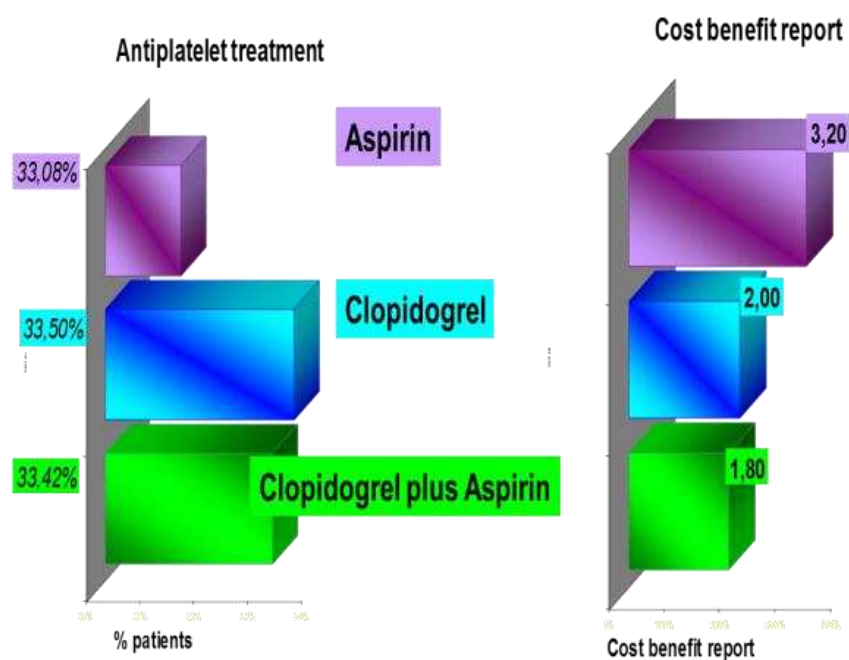 Antiplatelet treatment
Cost benefit report
Aspirin
33,08%
3,20
Clopidogrel
33,50%
2,00
33,42%
Clopidogrel plus Aspirin
1,80
% patients
Cost benefit report